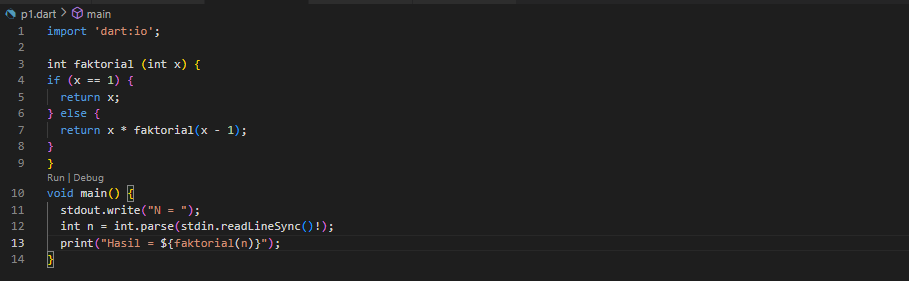 p1.dart > main
1 import 'dart:io';
2
3 int faktorial (int x) {
4 if (x == 1) {
5 return x;
6 } else {
7 return x * faktorial(x - 1);
8 }
9 }
Run | Debug
10 void main() {
11 stdout.write("N = ");
12 int n = int.parse(stdin.readLineSync()!);
13 print("Hasil = ${faktorial(n)}");
14 }